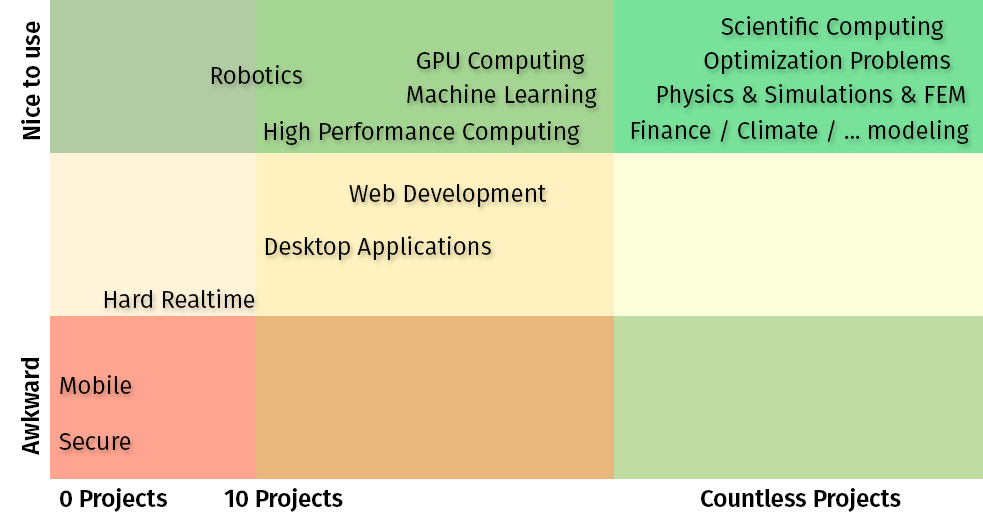 Nice to use
Scientific Computing
GPU Computing
Optimization Problems
Robotics
Machine Learning
Physics & Simulations & FEM
High Performance Computing
Finance / Climate / ... modeling
Web Development
Desktop Applications
Hard Realtime
Awkward
Mobile
Secure
0 Projects
10 Projects
Countless Projects